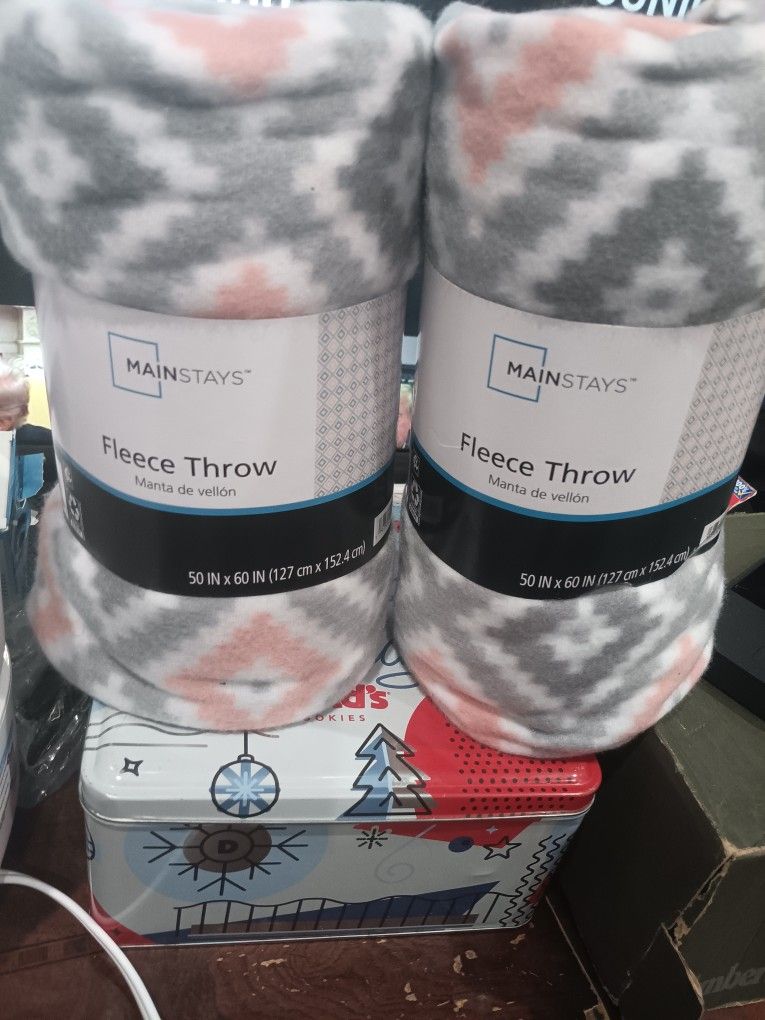 MAINSTAYS™
Fleece Throw
Manta de vellón
50 IN x 60 IN (127 cm x 152.4 cm)
MAINSTAYS™
Fleece Throw
Manta de vellón
50 IN x 60 IN (127 cm x 152.4 cm)
D